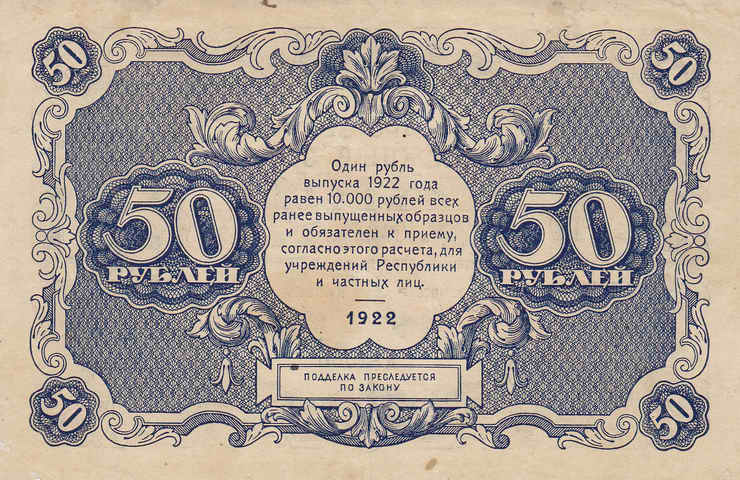 50 50
Один рубль
выпуска 1922 года
равен 10.000 рублей всех
ранее выпущенных образцов
и обязателен к приему,
согласно этого расчета, для
учреждений Республики
и частных лиц.
50 50
РУБЛЕЙ РУБЛЕЙ
1922
ПОДДЕЛКА ПРЕСЛЕДУЕТСЯ
ПО ЗАКОНУ
50 50